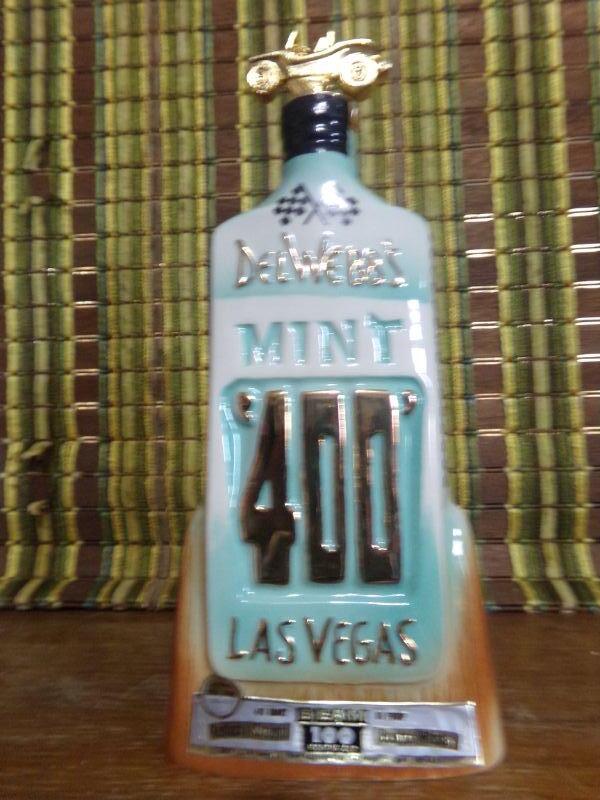 DEL WEBB'S
MINT
'400'
LAS VEGAS
BEAM
100